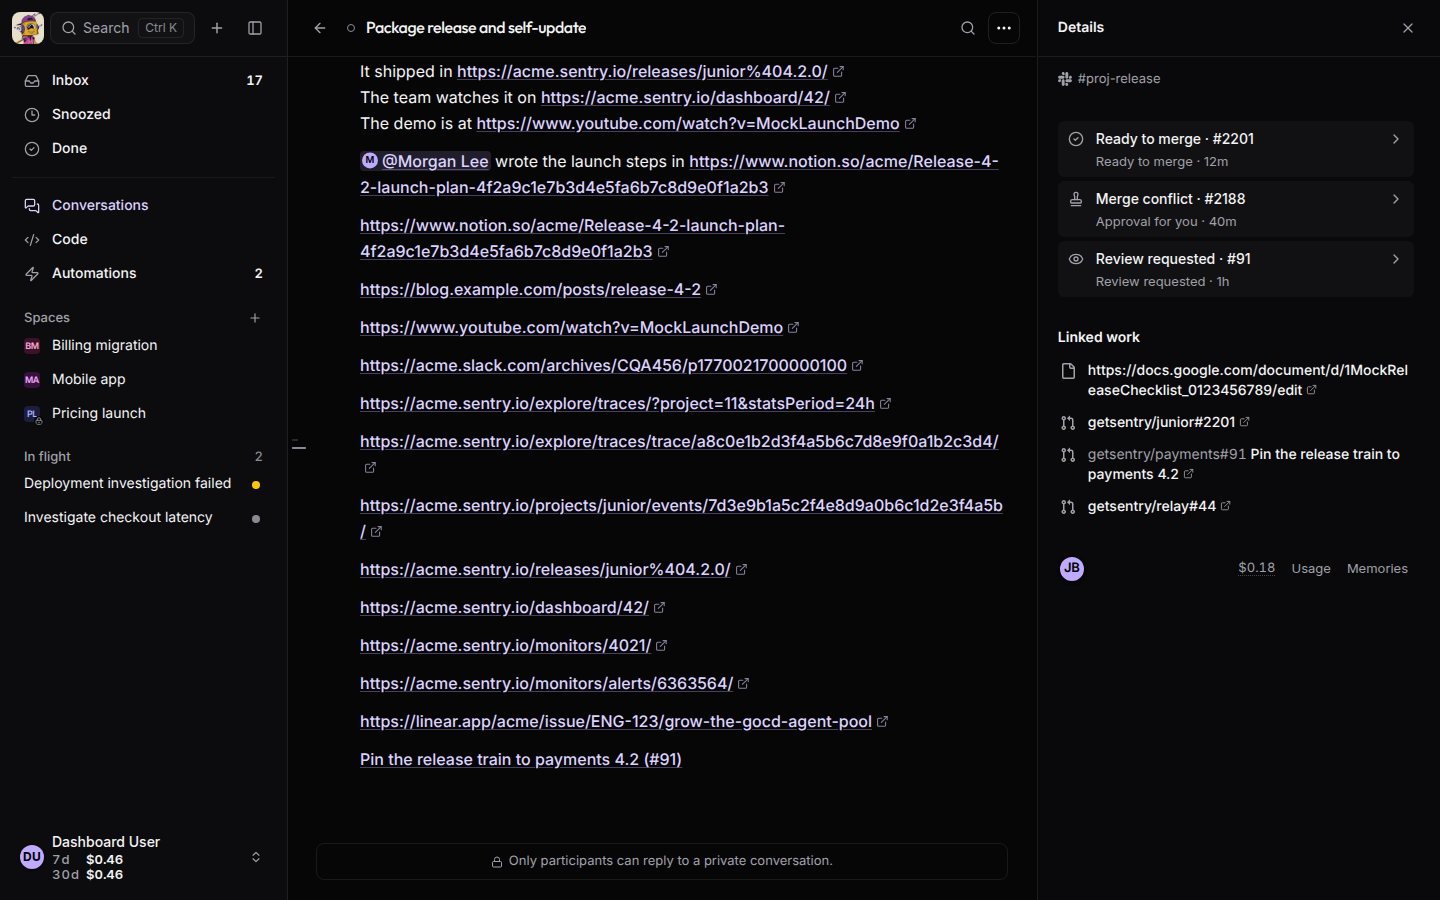 Search Ctrl K
Inbox 17
Snoozed
Done
Conversations
Code
Automations 2
Spaces
BM Billing migration
MA Mobile app
PL Pricing launch
In flight 2
Deployment investigation failed
Investigate checkout latency
DU Dashboard User
7d $0.46
30d $0.46
Package release and self-update
It shipped in https://acme.sentry.io/releases/junior%404.2.0/
The team watches it on https://acme.sentry.io/dashboard/42/
The demo is at https://www.youtube.com/watch?v=MockLaunchDemo
M @Morgan Lee wrote the launch steps in https://www.notion.so/acme/Release-4-
2-launch-plan-4f2a9c1e7b3d4e5fa6b7c8d9e0f1a2b3
https://www.notion.so/acme/Release-4-2-launch-plan-
4f2a9c1e7b3d4e5fa6b7c8d9e0f1a2b3
https://blog.example.com/posts/release-4-2
https://www.youtube.com/watch?v=MockLaunchDemo
https://acme.slack.com/archives/CQA456/p1770021700000100
https://acme.sentry.io/explore/traces/?project=11&statsPeriod=24h
https://acme.sentry.io/explore/traces/trace/a8c0e1b2d3f4a5b6c7d8e9f0a1b2c3d4/
https://acme.sentry.io/projects/junior/events/7d3e9b1a5c2f4e8d9a0b6c1d2e3f4a5b
/
https://acme.sentry.io/releases/junior%404.2.0/
https://acme.sentry.io/dashboard/42/
https://acme.sentry.io/monitors/4021/
https://acme.sentry.io/monitors/alerts/6363564/
https://linear.app/acme/issue/ENG-123/grow-the-gocd-agent-pool
Pin the release train to payments 4.2 (#91)
Only participants can reply to a private conversation.
Details
#proj-release
Ready to merge · #2201
Ready to merge · 12m
Merge conflict · #2188
Approval for you · 40m
Review requested · #91
Review requested · 1h
Linked work
https://docs.google.com/document/d/1MockRel
easeChecklist_0123456789/edit
getsentry/junior#2201
getsentry/payments#91 Pin the release train to
payments 4.2
getsentry/relay#44
JB $0.18 Usage Memories